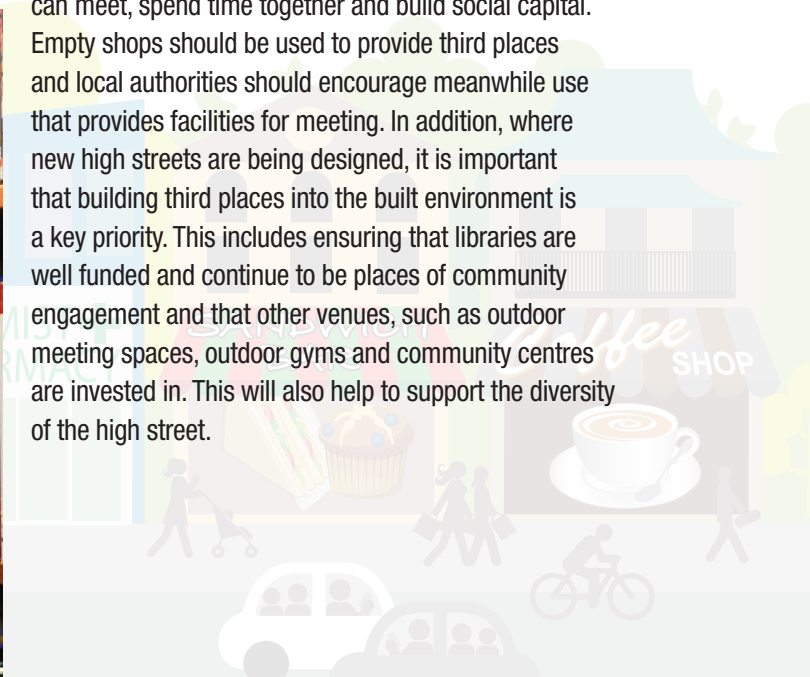 can meet, spend time together and build social capital.
Empty shops should be used to provide third places
and local authorities should encourage meanwhile use
that provides facilities for meeting. In addition, where
new high streets are being designed, it is important
that building third places into the built environment is
a key priority. This includes ensuring that libraries are
well funded and continue to be places of community
engagement and that other venues, such as outdoor
meeting spaces, outdoor gyms and community centres
are invested in. This will also help to support the diversity
of the high street.
SANDWICH
BAR
Coffee
SHOP